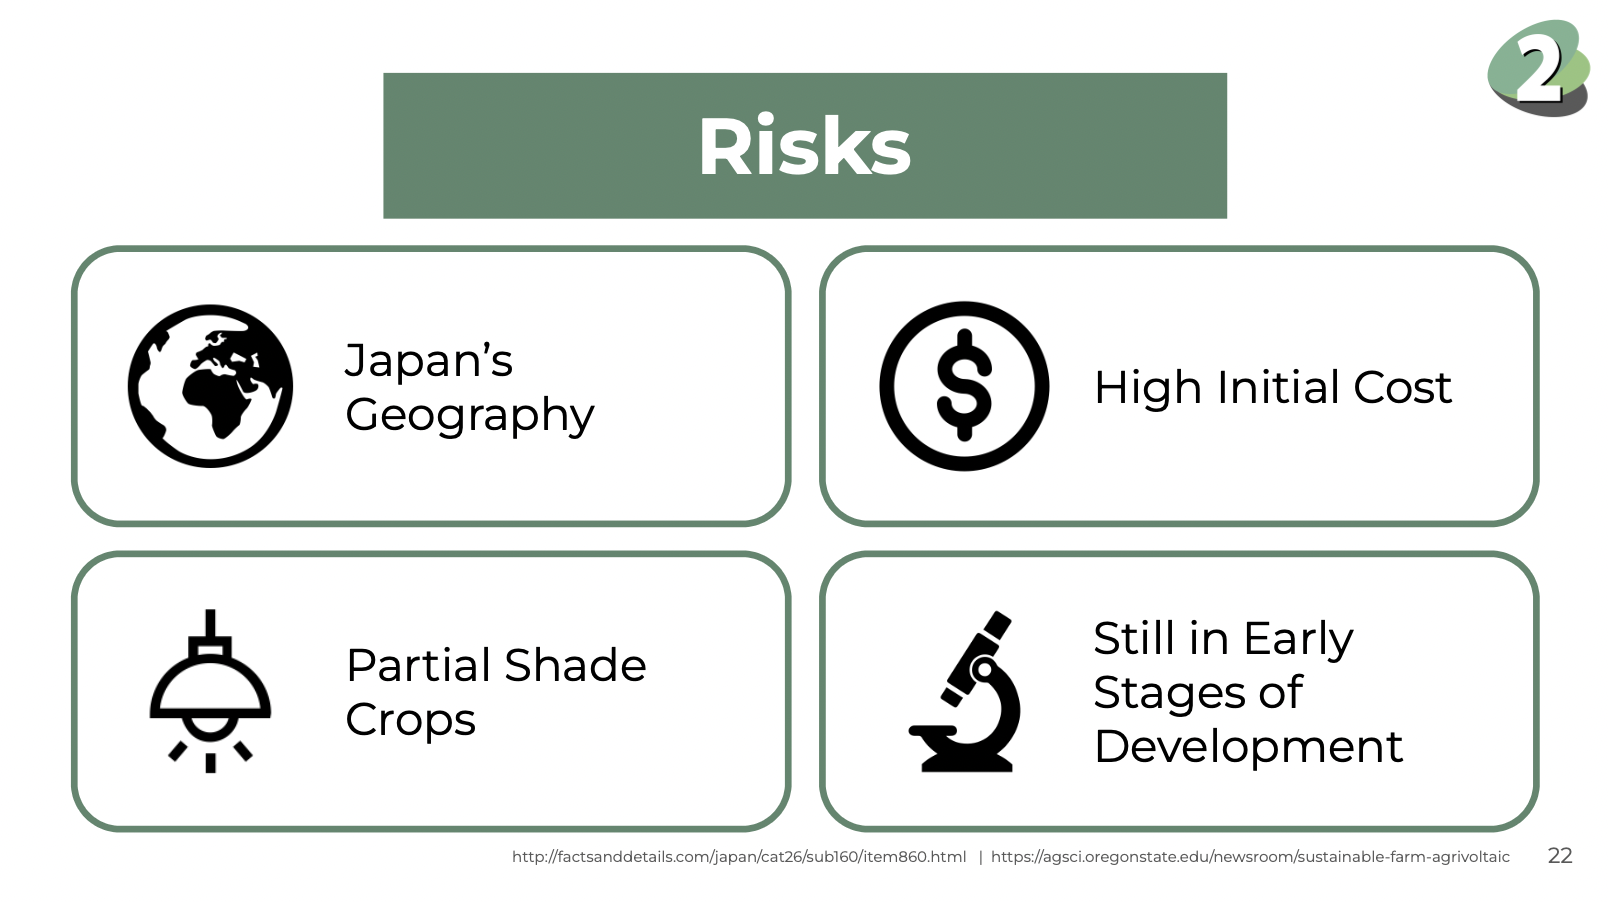 2
Risks
Japan’s
Geography
High Initial Cost
Partial Shade
Crops
Still in Early
Stages of
Development
http://factsanddetails.com/japan/cat26/sub160/item860.html | https://agsci.oregonstate.edu/newsroom/sustainable-farm-agrivoltaic
22